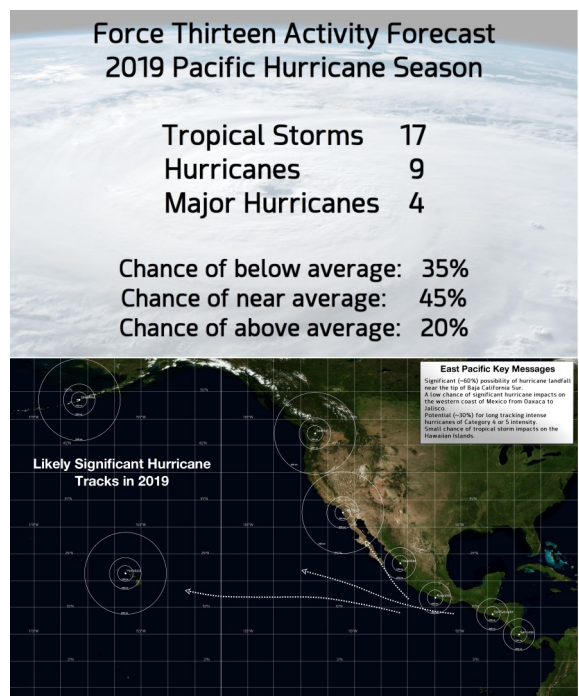 Force Thirteen Activity Forecast
2019 Pacific Hurricane Season
Tropical Storms 17
Hurricanes 9
Major Hurricanes 4
Chance of below average: 35%
Chance of near average: 45%
Chance of above average: 20%
East Pacific Key Messages
Significant (~60%) possibility of hurricane landfall
near the tip of Baja California Sur.
A low chance of significant hurricane impacts on
the western coast of Mexico from Oaxaca to
Jalisco.
Potential (~30%) for long tracking intense
hurricanes of Category 4 or 5 intensity.
Small chance of tropical storm impacts on the
Hawaiian Islands.
Likely Significant Hurricane
Tracks in 2019